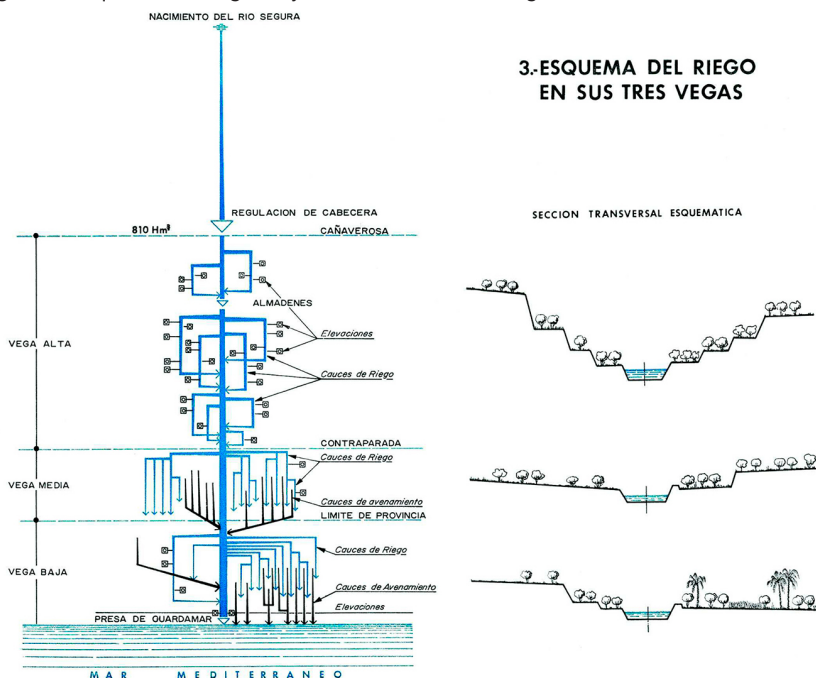 NACIMIENTO DEL RIO SEGURA
3.-ESQUEMA DEL RIEGO
EN SUS TRES VEGAS
REGULACION DE CABECERA
810 Hm³
CAÑAVEROSA
SECCION TRANSVERSAL ESQUEMATICA
ALMADENES
Elevaciones
VEGA ALTA
Cauces de Riego
CONTRAPARADA
Cauces de Riego
VEGA MEDIA
Cauces de avenamiento
LIMITE DE PROVINCIA
Cauces de Riego
VEGA BAJA
Cauces de Avenamiento
Elevaciones
PRESA DE GUARDAMAR
MAR MEDITERRANEO